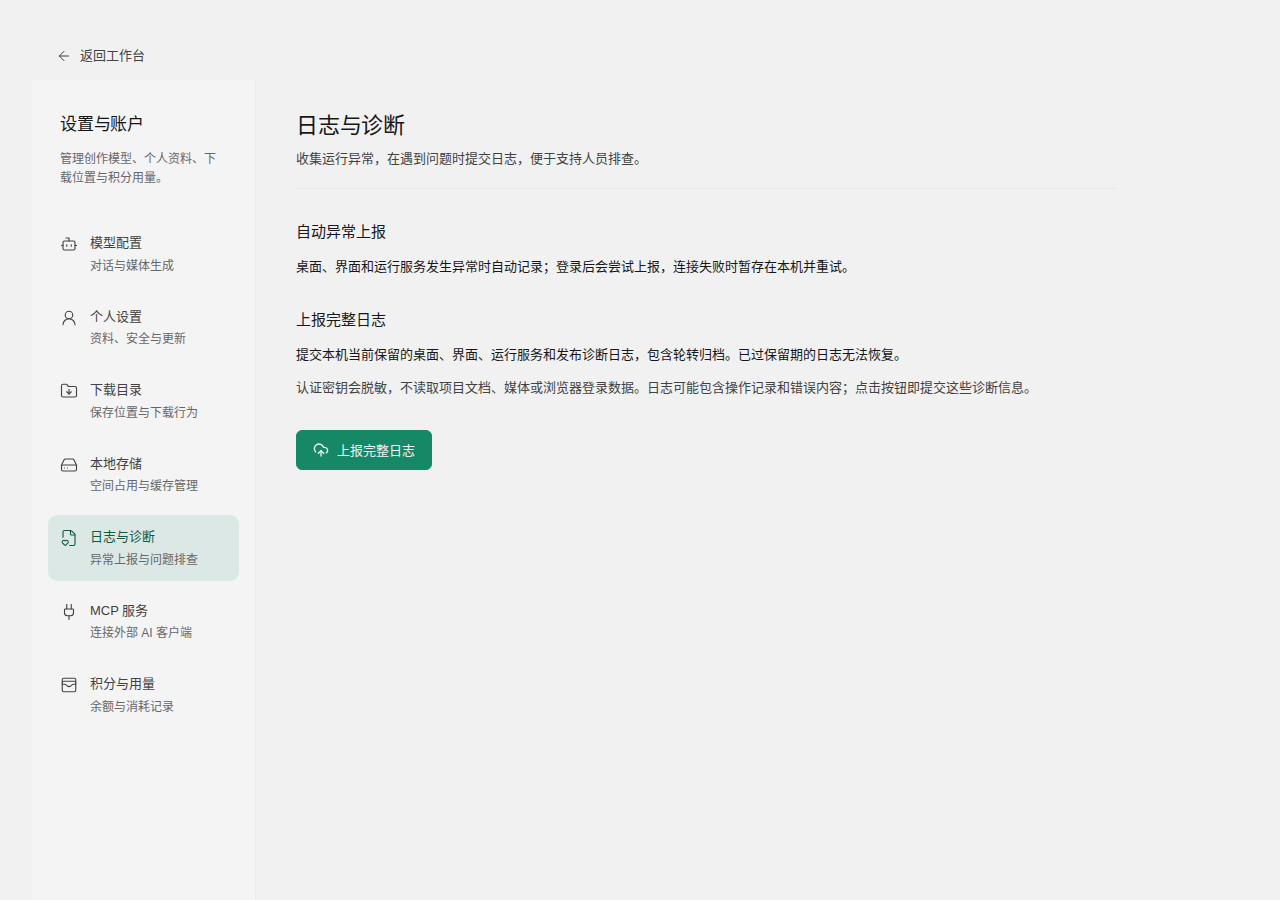 返回工作台
设置与账户
管理创作模型、个人资料、下
载位置与积分用量。
模型配置
对话与媒体生成
个人设置
资料、安全与更新
下载目录
保存位置与下载行为
本地存储
空间占用与缓存管理
日志与诊断
异常上报与问题排查
MCP 服务
连接外部 AI 客户端
积分与用量
余额与消耗记录
日志与诊断
收集运行异常，在遇到问题时提交日志，便于支持人员排查。
自动异常上报
桌面、界面和运行服务发生异常时自动记录；登录后会尝试上报，连接失败时暂存在本机并重试。
上报完整日志
提交本机当前保留的桌面、界面、运行服务和发布诊断日志，包含轮转归档。已过保留期的日志无法恢复。
认证密钥会脱敏，不读取项目文档、媒体或浏览器登录数据。日志可能包含操作记录和错误内容；点击按钮即提交这些诊断信息。
上报完整日志